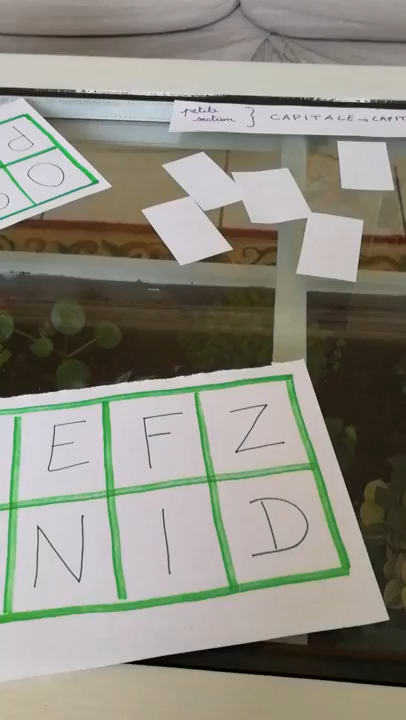 petite
section } CAPITALE → CAPIT
P
O
E F Z
N I D